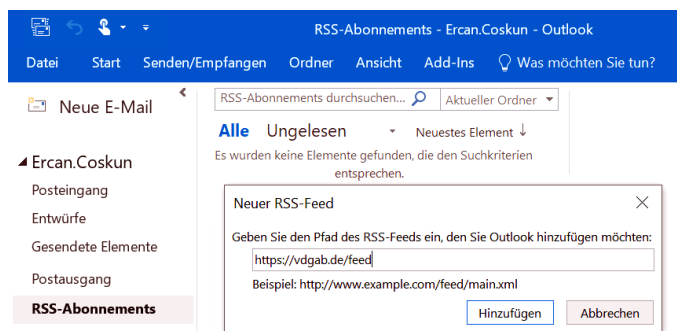 RSS-Abonnements - Ercan.Coskun - Outlook
Datei Start Senden/Empfangen Ordner Ansicht Add-Ins Was möchten Sie tun?
Neue E-Mail
Ercan.Coskun
Posteingang
Entwürfe
Gesendete Elemente
Postausgang
RSS-Abonnements
RSS-Abonnements durchsuchen... Aktueller Ordner
Alle Ungelesen Neuestes Element ↓
Es wurden keine Elemente gefunden, die den Suchkriterien
entsprechen.
Neuer RSS-Feed
Geben Sie den Pfad des RSS-Feeds ein, den Sie Outlook hinzufügen möchten:
https://vdgab.de/feed
Beispiel: http://www.example.com/feed/main.xml
Hinzufügen Abbrechen